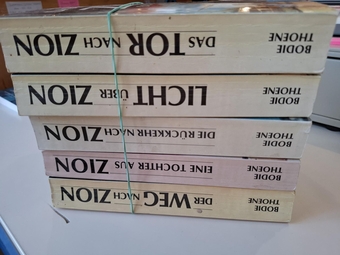 BODIE
THOENE
DAS TOR NACH ZION
BODIE
THOENE
LICHT ÜBER ZION
BODIE
THOENE
DIE RÜCKKEHR NACH ZION
BODIE
THOENE
EINE TOCHTER AUS ZION
BODIE
THOENE
DER WEG NACH ZION